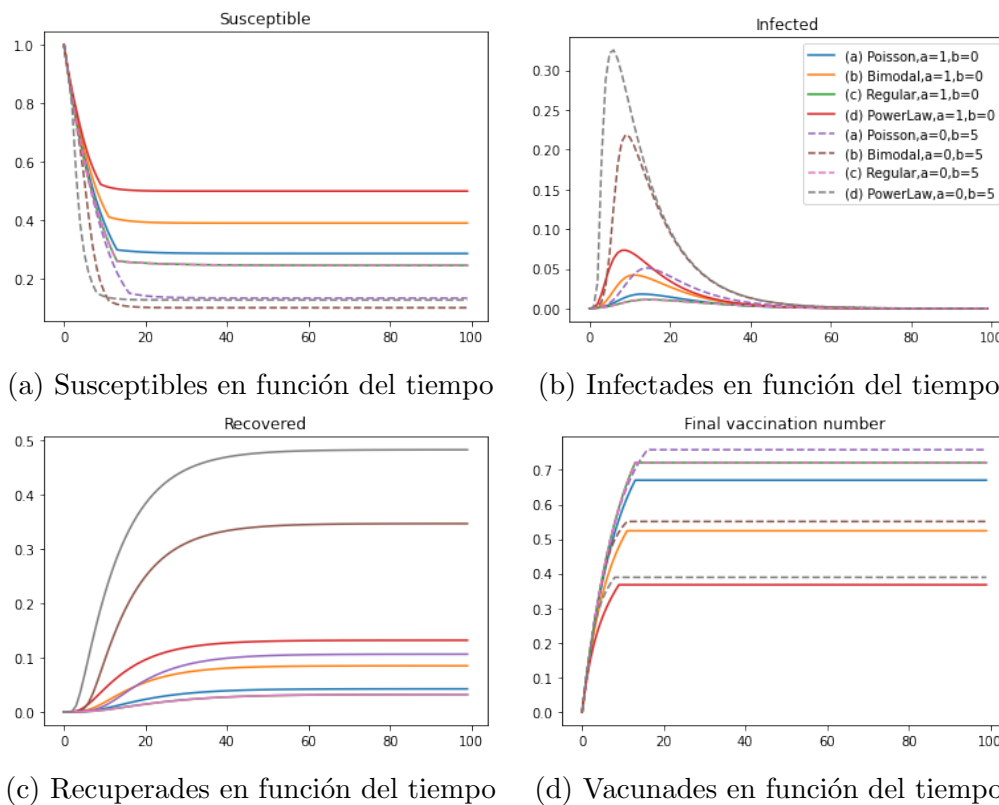 Susceptible
1.0
0.8
0.6
0.4
0.2
0 20 40 60 80 100
(a) Susceptibles en función del tiempo
Infected
0.30
0.25
0.20
0.15
0.10
0.05
0.00
(a) Poisson,a=1,b=0
(b) Bimodal,a=1,b=0
(c) Regular,a=1,b=0
(d) PowerLaw,a=1,b=0
(a) Poisson,a=0,b=5
(b) Bimodal,a=0,b=5
(c) Regular,a=0,b=5
(d) PowerLaw,a=0,b=5
0 20 40 60 80 100
(b) Infectades en función del tiempo
Recovered
0.5
0.4
0.3
0.2
0.1
0.0
0 20 40 60 80 100
(c) Recuperades en función del tiempo
Final vaccination number
0.7
0.6
0.5
0.4
0.3
0.2
0.1
0.0
0 20 40 60 80 100
(d) Vacunades en función del tiempo